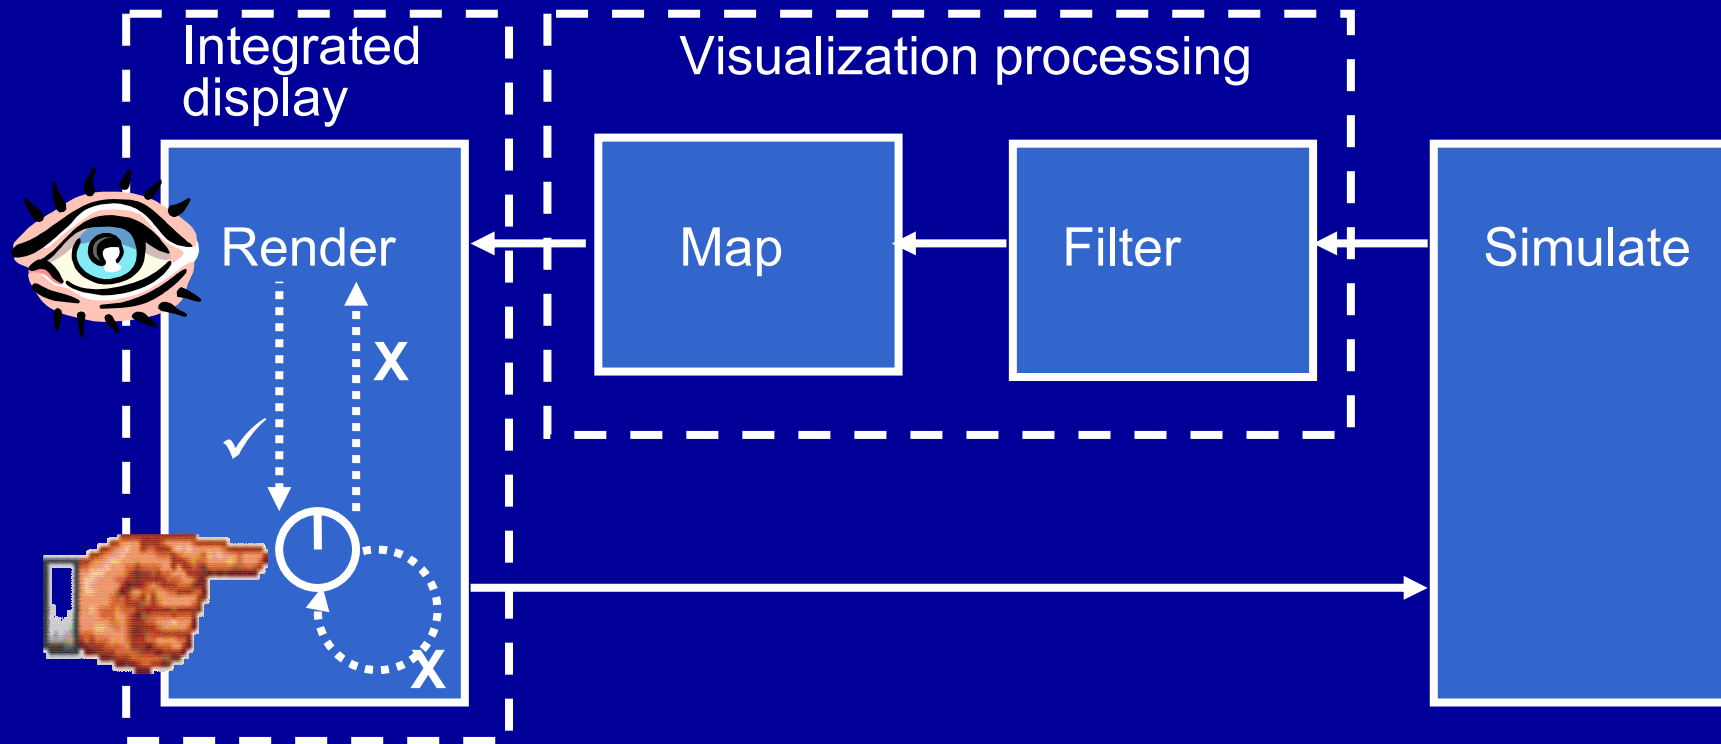 Integrated
display
Visualization processing
Render
Map
Filter
Simulate
X
✓
X